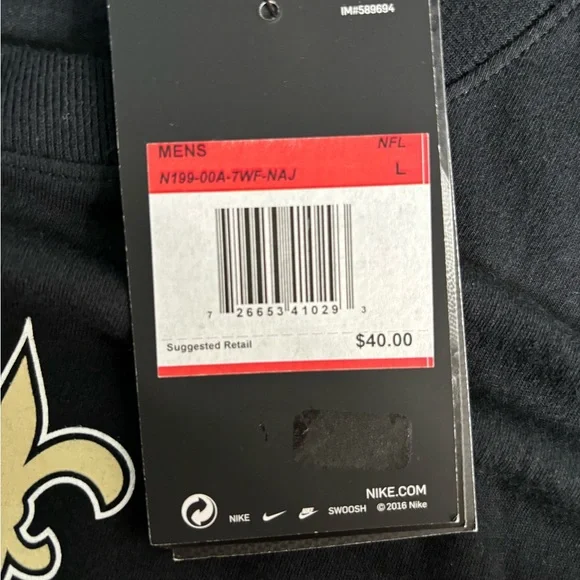 IM#589694
MENS NFL
N199-00A-7WF-NAJ L
7 26653 41029 3
Suggested Retail $40.00
NIKE.COM
NIKE SWOOSH © 2016 Nike